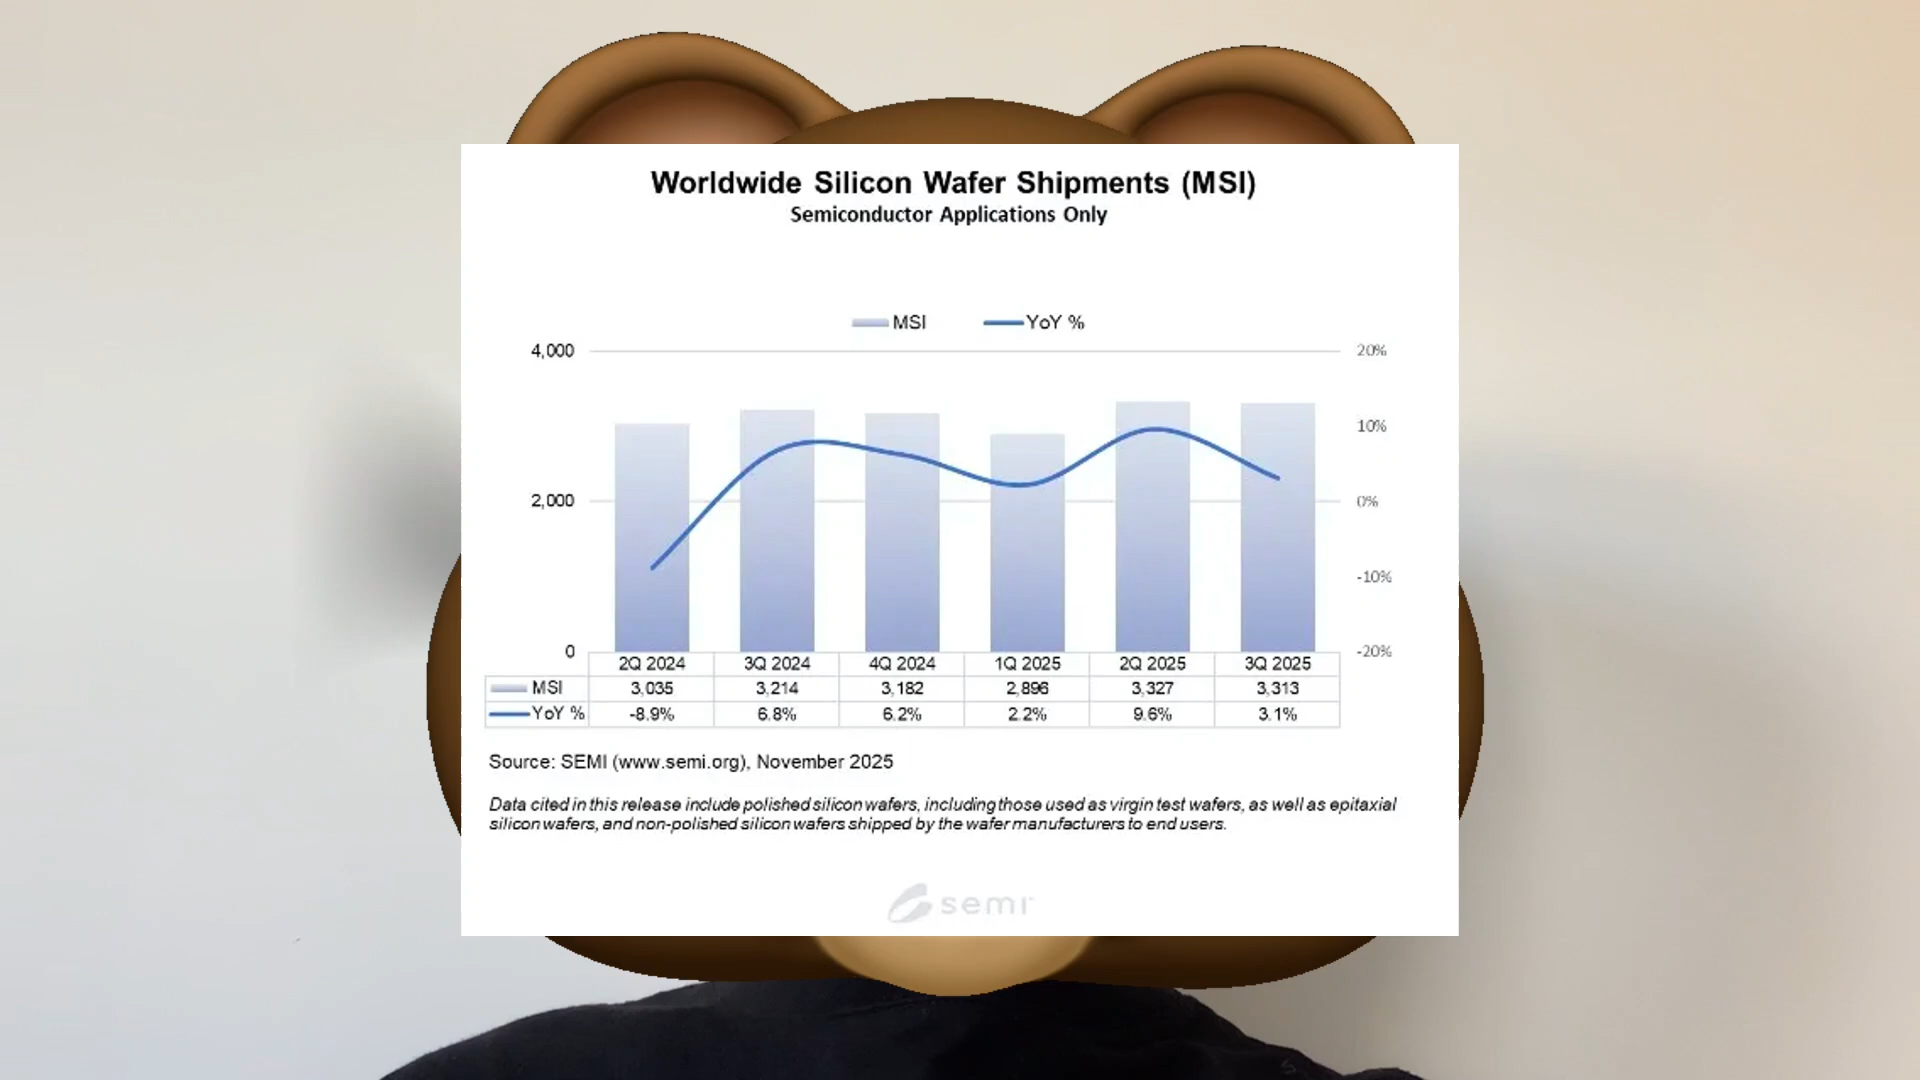 Worldwide Silicon Wafer Shipments (MSI)
Semiconductor Applications Only
MSI YoY %
4,000 20%
10%
2,000 0%
-10%
0 -20%
2Q 2024 3Q 2024 4Q 2024 1Q 2025 2Q 2025 3Q 2025
MSI 3,035 3,214 3,182 2,896 3,327 3,313
YoY % -8.9% 6.8% 6.2% 2.2% 9.6% 3.1%
Source: SEMI (www.semi.org), November 2025
Data cited in this release include polished silicon wafers, including those used as virgin test wafers, as well as epitaxial
silicon wafers, and non-polished silicon wafers shipped by the wafer manufacturers to end users.
semi